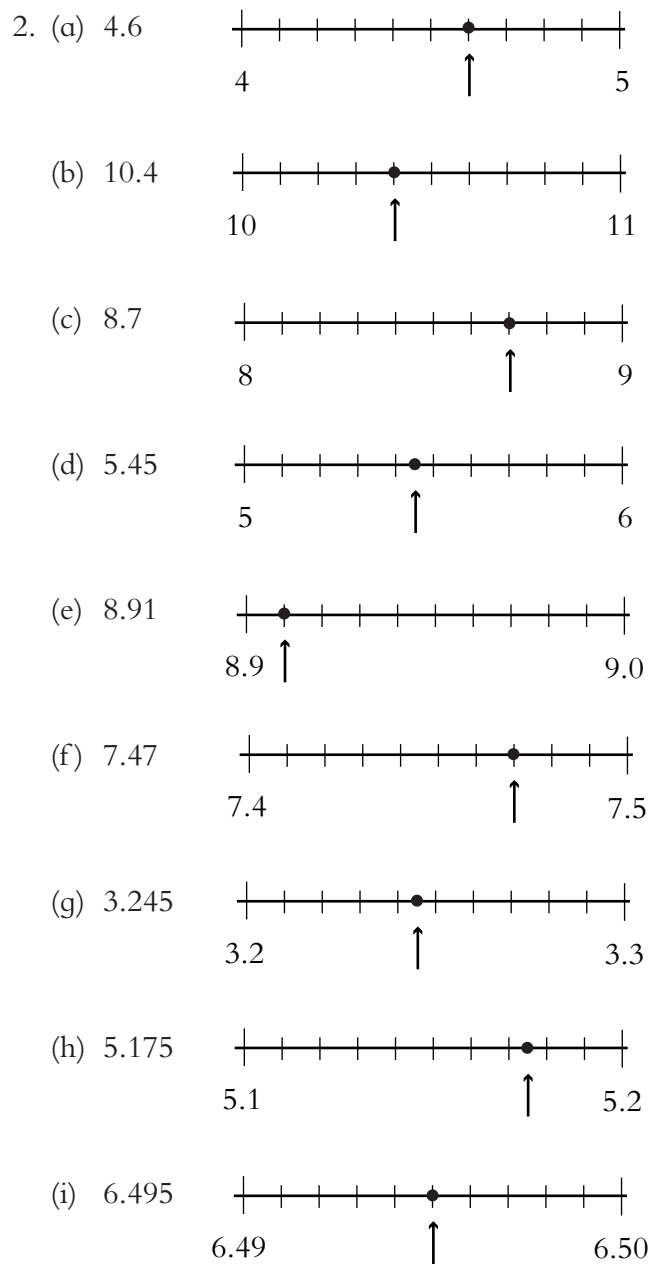 2. (a) 4.6
4 5
(b) 10.4
10 11
(c) 8.7
8 9
(d) 5.45
5 6
(e) 8.91
8.9 9.0
(f) 7.47
7.4 7.5
(g) 3.245
3.2 3.3
(h) 5.175
5.1 5.2
(i) 6.495
6.49 6.50